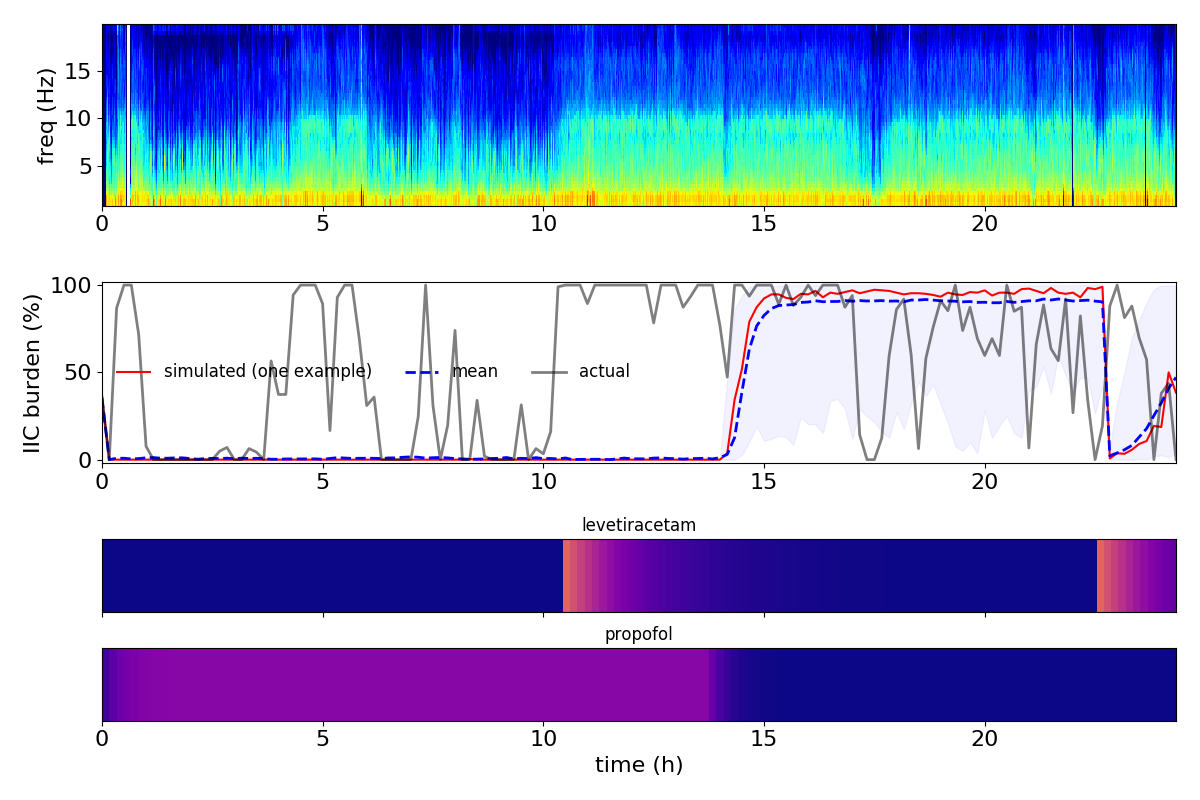 freq (Hz)
15
10
5
0 5 10 15 20
IIC burden (%)
100
50
0
simulated (one example) mean actual
0 5 10 15 20
levetiracetam
propofol
0 5 10 15 20
time (h)